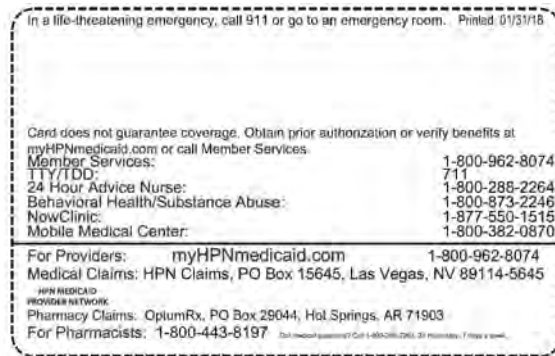 In a life-threatening emergency, call 911 or go to an emergency room. Printed: 01/31/18
Card does not guarantee coverage. Obtain prior authorization or verify benefits at
myHPNmedicaid.com or call Member Services.
Member Services: 1-800-962-8074
TTY/TDD: 711
24 Hour Advice Nurse: 1-800-288-2264
Behavioral Health/Substance Abuse: 1-800-873-2246
NowClinic: 1-877-550-1515
Mobile Medical Center: 1-800-382-0870
For Providers: myHPNmedicaid.com 1-800-962-8074
Medical Claims: HPN Claims, PO Box 15645, Las Vegas, NV 89114-5645
HPN MEDICAID
PROVIDER NETWORK
Pharmacy Claims: OptumRx, PO Box 29044, Hot Springs, AR 71903
For Pharmacists: 1-800-443-8197